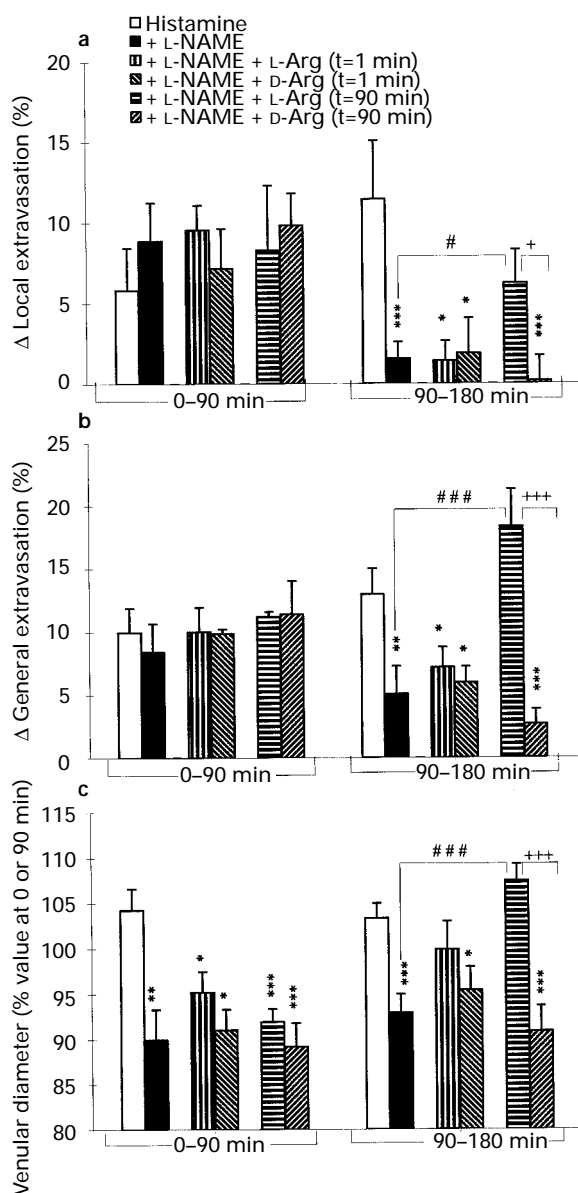 Histamine
+ L-NAME
+ L-NAME + L-Arg (t=1 min)
+ L-NAME + D-Arg (t=1 min)
+ L-NAME + L-Arg (t=90 min)
+ L-NAME + D-Arg (t=90 min)
a
Δ Local extravasation (%)
20
15
10
5
0
***
*
*
#
+
***
0–90 min
90–180 min
b
Δ General extravasation (%)
25
20
15
10
5
0
**
*
*
###
+++
***
0–90 min
90–180 min
c
Venular diameter (% value at 0 or 90 min)
115
110
105
100
95
90
85
80
**
*
*
***
***
***
*
###
+++
***
0–90 min
90–180 min